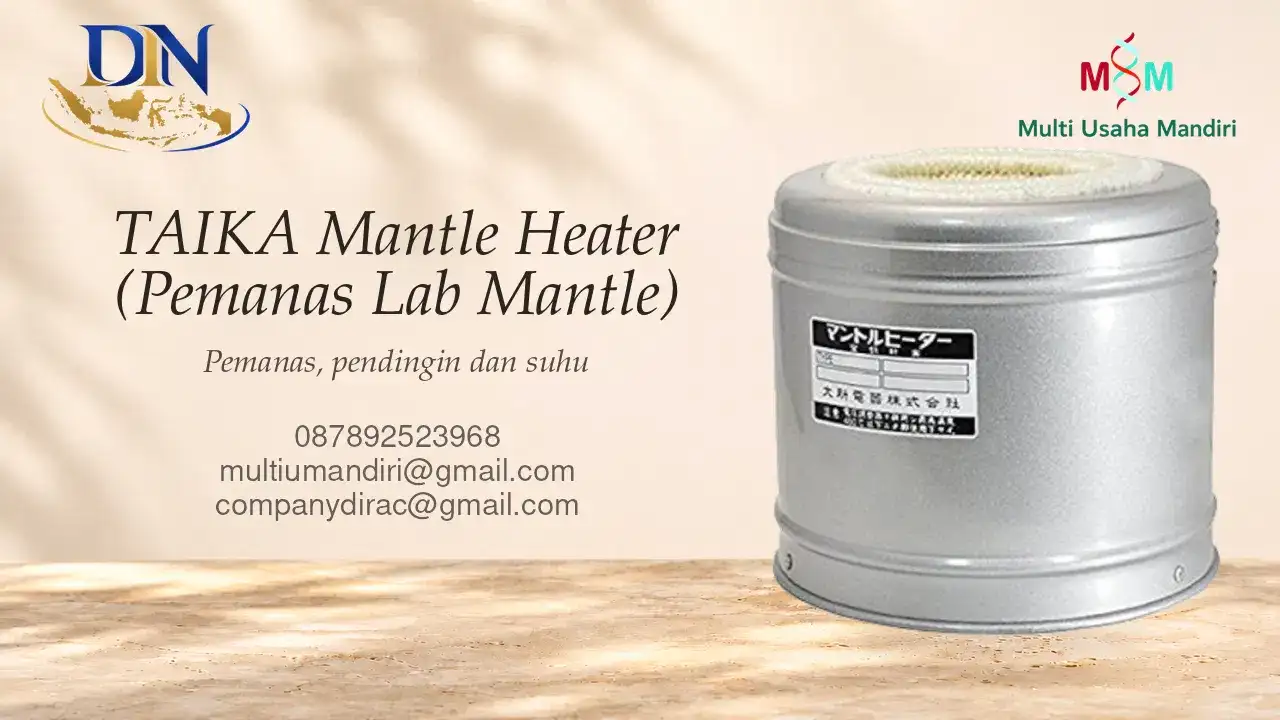 DN
MSM
Multi Usaha Mandiri
TAIKA Mantle Heater
(Pemanas Lab Mantle)
Pemanas, pendingin dan suhu
087892523968
multiumandiri@gmail.com
companydirac@gmail.com
マントルヒーター
TYPE
大科電器株式会社